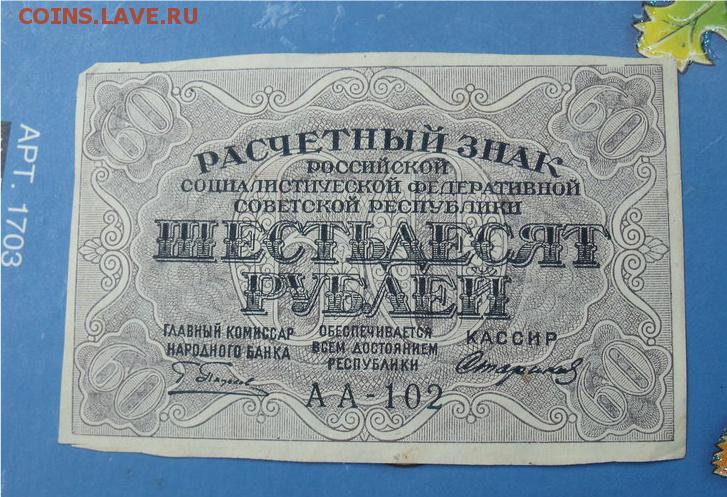 COINS.LAVE.RU
АРТ. 1703
60 60
РАСЧЕТНЫЙ ЗНАК
РОССИЙСКОЙ
СОЦИАЛИСТИЧЕСКОЙ ФЕДЕРАТИВНОЙ
СОВЕТСКОЙ РЕСПУБЛИКИ
60
ШЕСТЬДЕСЯТ
РУБЛЕЙ
ГЛАВНЫЙ КОМИССАР
НАРОДНОГО БАНКА
ОБЕСПЕЧИВАЕТСЯ
ВСЕМ ДОСТОЯНИЕМ
РЕСПУБЛИКИ
КАССИР
60 60
АА-102